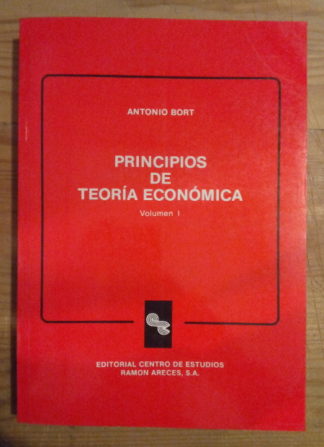 ANTONIO BORT
PRINCIPIOS
DE
TEORÍA ECONÓMICA
Volumen I
EDITORIAL CENTRO DE ESTUDIOS
RAMON ARECES, S.A.